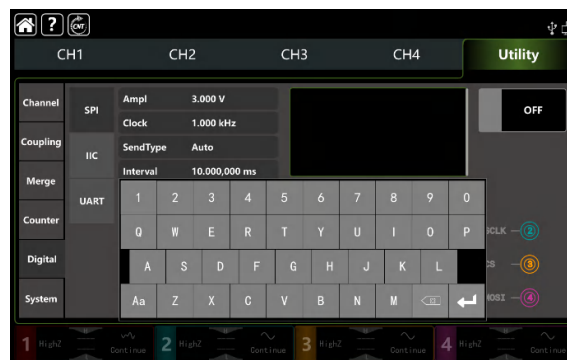 ? CNT
CH1 CH2 CH3 CH4 Utility
Channel
Coupling
Merge
Counter
Digital
System
SPI
IIC
UART
Ampl 3.000 V
Clock 1.000 kHz
SendType Auto
Interval 10.000,000 ms
OFF
1 2 3 4 5 6 7 8 9 0
Q W E R T Y U I O P
A S D F G H J K L
Aa Z X C V B N M
SCLK 2
CS 3
MOSI 4
1 HighZ Continue 2 HighZ Continue 3 HighZ Continue 4 HighZ Continue